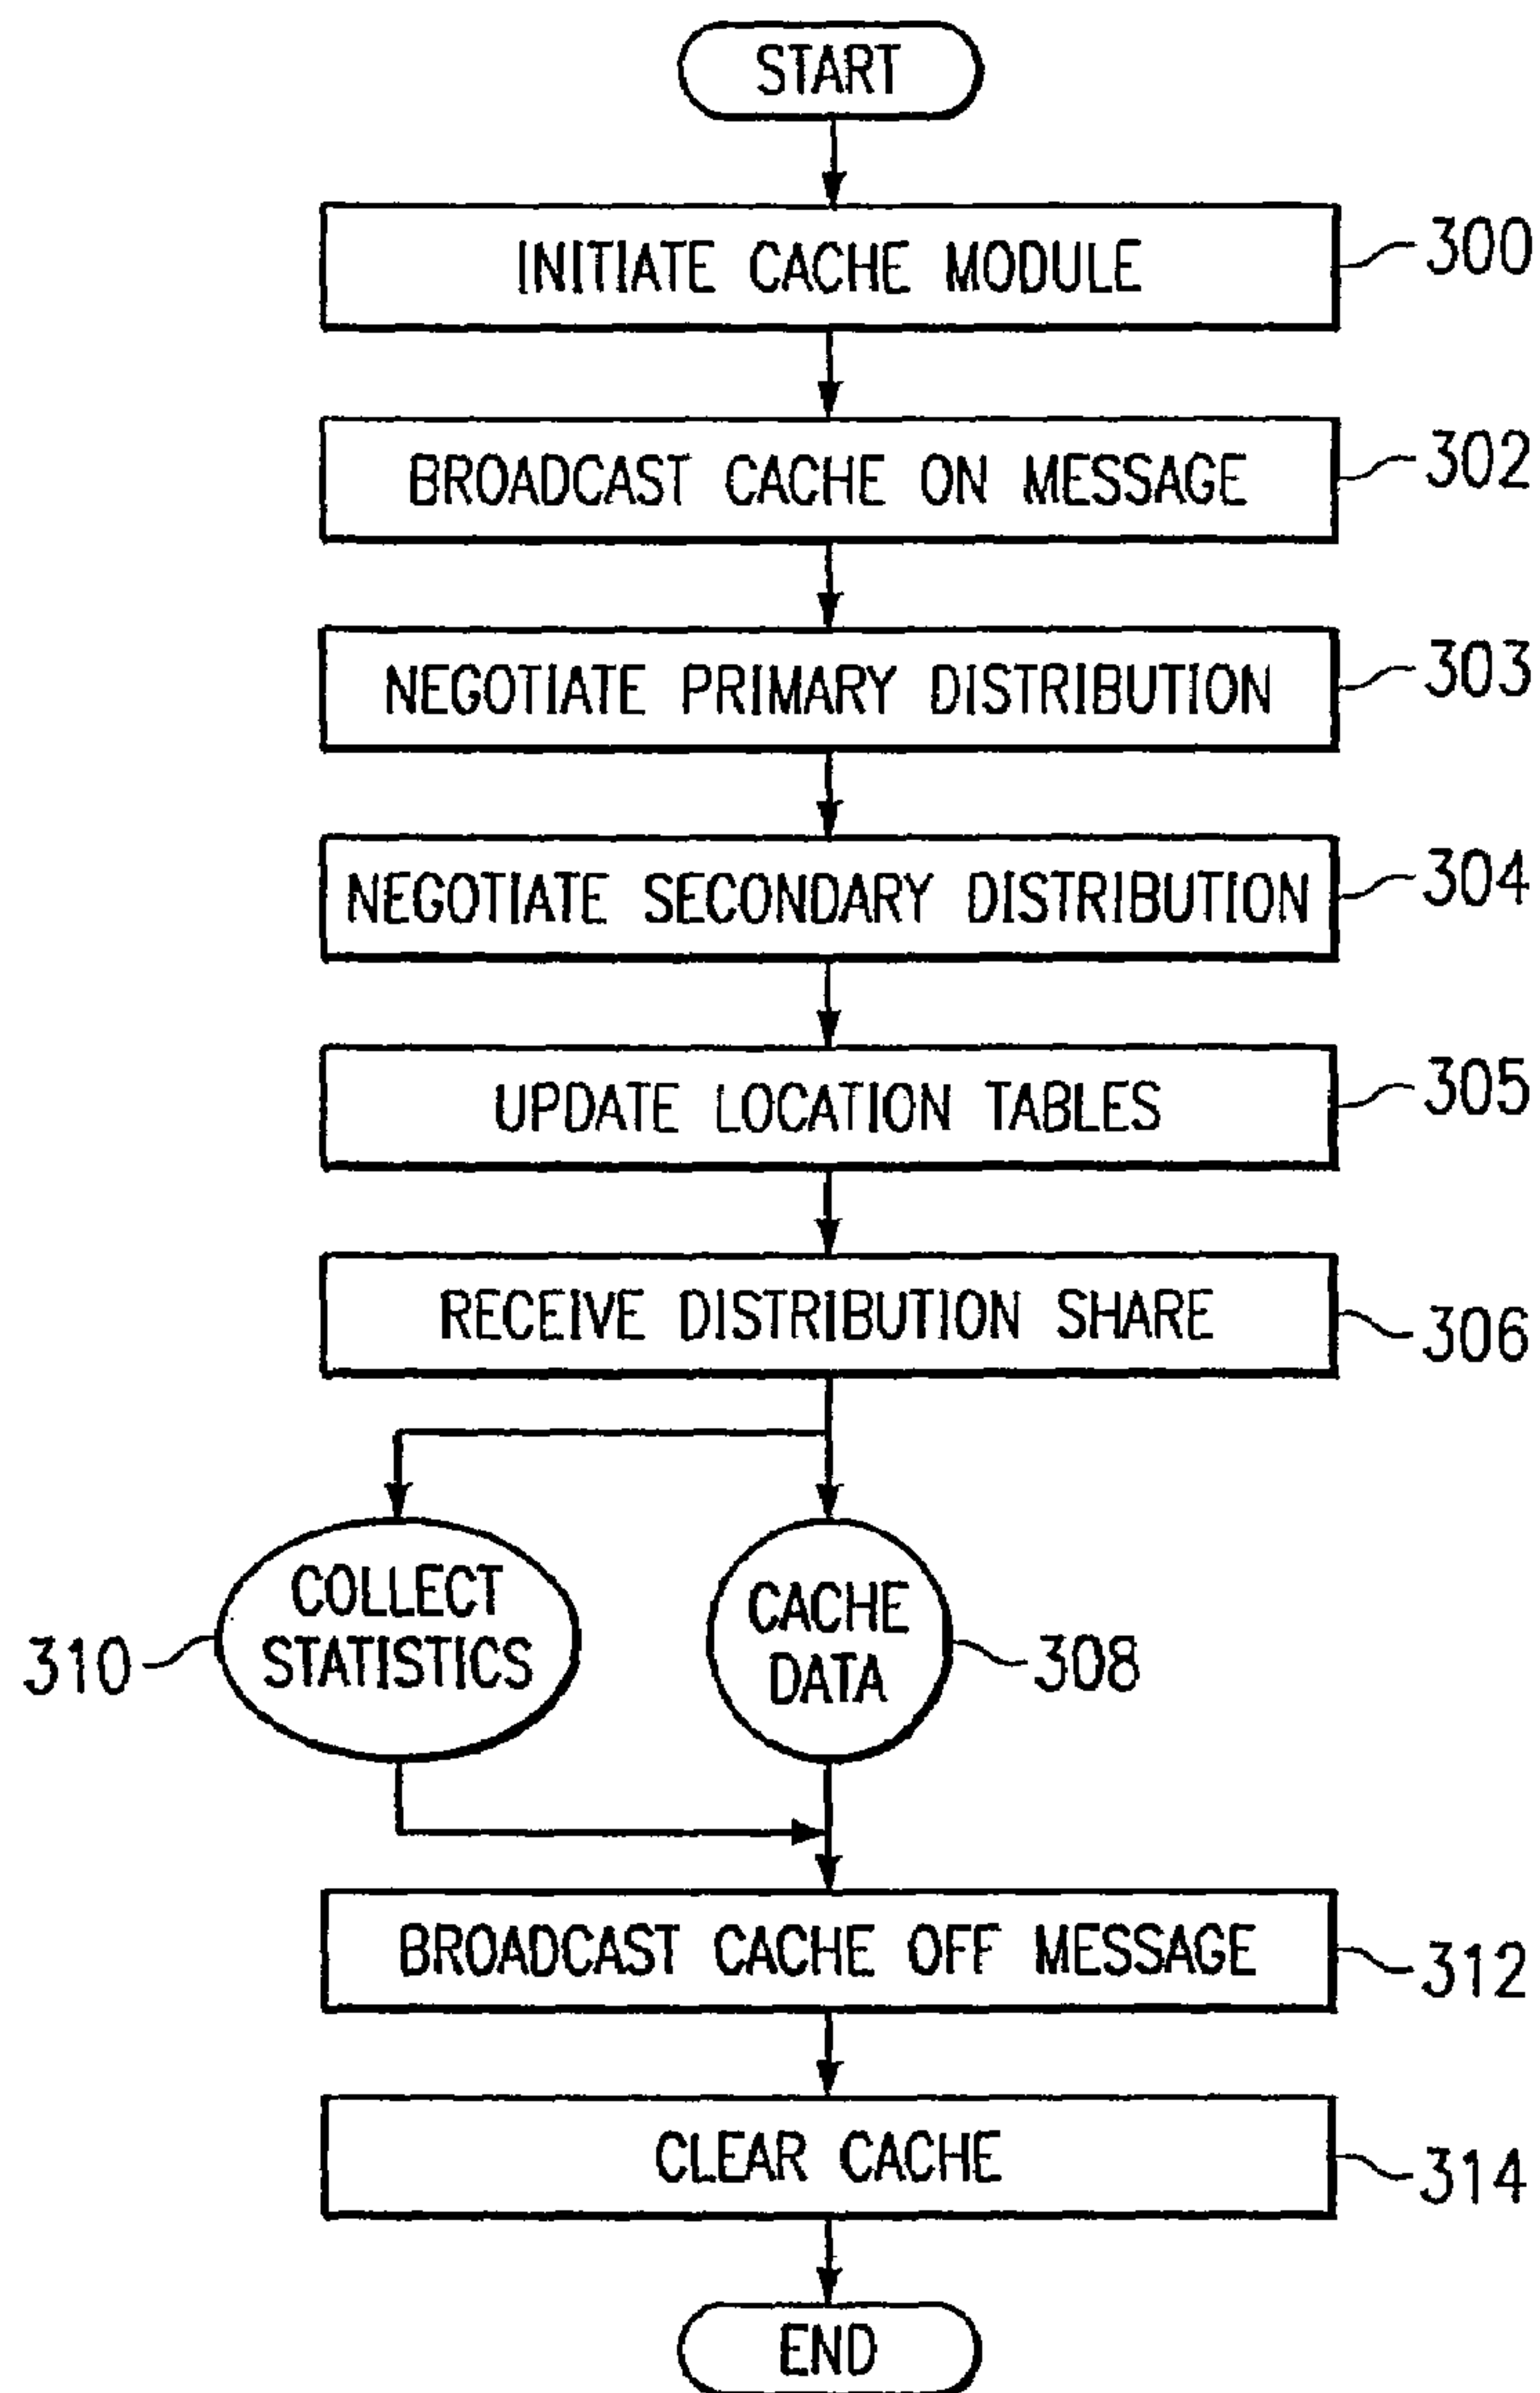 START
INITIATE CACHE MODULE
300
BROADCAST CACHE ON MESSAGE
302
NEGOTIATE PRIMARY DISTRIBUTION
303
NEGOTIATE SECONDARY DISTRIBUTION
304
UPDATE LOCATION TABLES
305
RECEIVE DISTRIBUTION SHARE
306
310
COLLECT
STATISTICS
CACHE
DATA
308
BROADCAST CACHE OFF MESSAGE
312
CLEAR CACHE
314
END